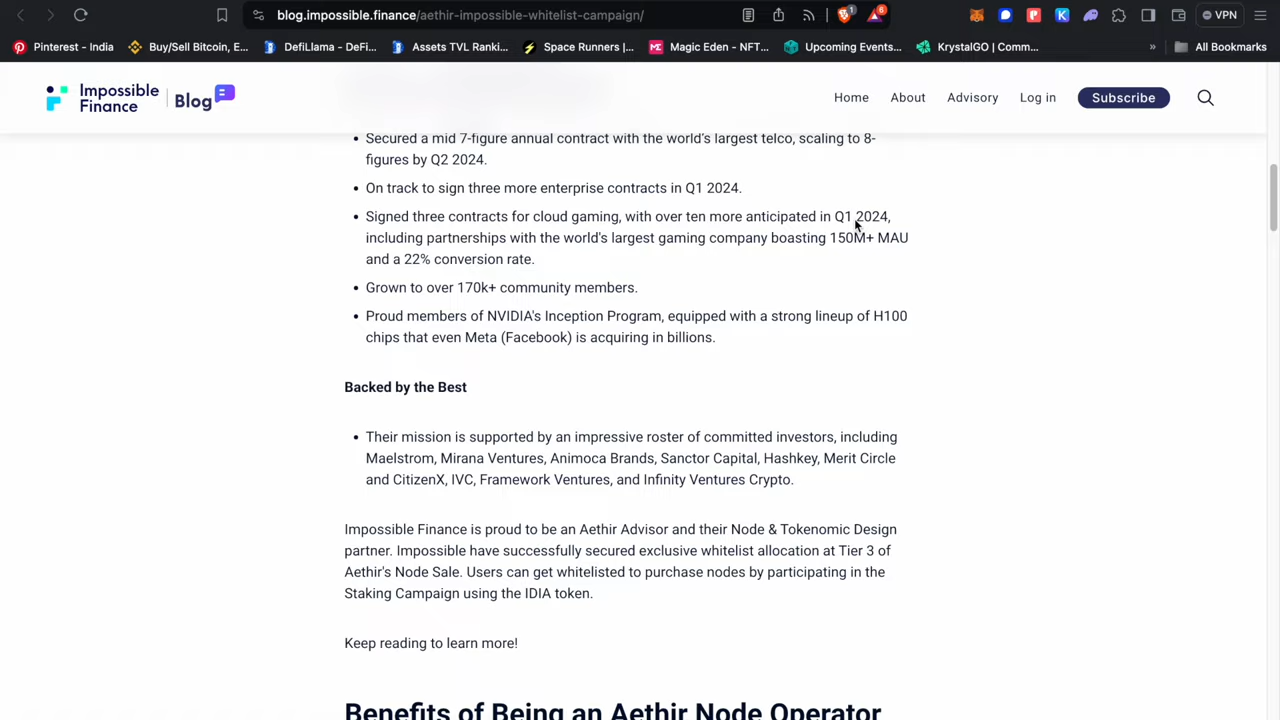 blog.impossible.finance/aethir-impossible-whitelist-campaign/
1
6
VPN
Pinterest - India
Buy/Sell Bitcoin, E...
DefiLlama - DeFi...
Assets TVL Ranki...
Space Runners |...
Magic Eden - NFT...
Upcoming Events...
KrystalGO | Comm...
»
All Bookmarks
Impossible Finance
Blog
Home
About
Advisory
Log in
Subscribe
• Secured a mid 7-figure annual contract with the world's largest telco, scaling to 8-
figures by Q2 2024.
• On track to sign three more enterprise contracts in Q1 2024.
• Signed three contracts for cloud gaming, with over ten more anticipated in Q1 2024,
including partnerships with the world's largest gaming company boasting 150M+ MAU
and a 22% conversion rate.
• Grown to over 170k+ community members.
• Proud members of NVIDIA's Inception Program, equipped with a strong lineup of H100
chips that even Meta (Facebook) is acquiring in billions.
Backed by the Best
• Their mission is supported by an impressive roster of committed investors, including
Maelstrom, Mirana Ventures, Animoca Brands, Sanctor Capital, Hashkey, Merit Circle
and CitizenX, IVC, Framework Ventures, and Infinity Ventures Crypto.
Impossible Finance is proud to be an Aethir Advisor and their Node & Tokenomic Design
partner. Impossible have successfully secured exclusive whitelist allocation at Tier 3 of
Aethir's Node Sale. Users can get whitelisted to purchase nodes by participating in the
Staking Campaign using the IDIA token.
Keep reading to learn more!
Benefits of Being an Aethir Node Operator